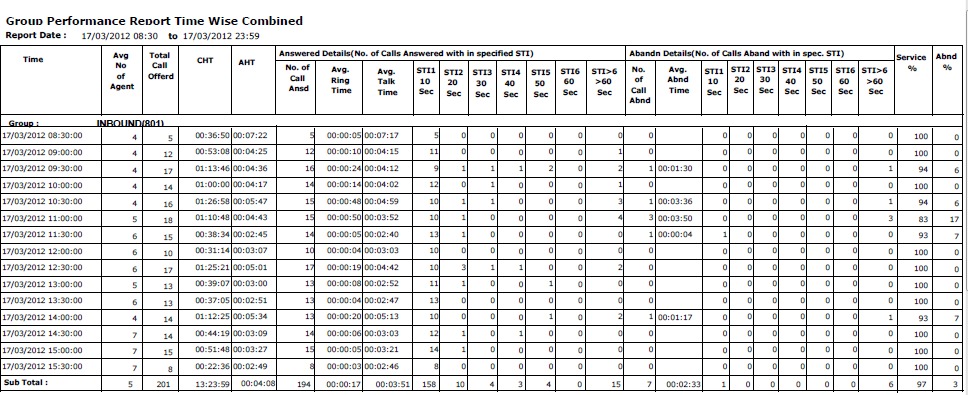 Group Performance Report Time Wise Combined
Report Date : 17/03/2012 08:30 to 17/03/2012 23:59
Time Avg No of Agent Total Call Offerd CHT AHT Answered Details(No. of Calls Answered with in specified STI) Abandn Details(No. of Calls Aband with in spec. STI) Service % Abnd %
No. of Call Ansd Avg. Ring Time Avg. Talk Time STI1 10 Sec STI2 20 Sec STI3 30 Sec STI4 40 Sec STI5 50 Sec STI6 60 Sec STI>6 >60 Sec No. of Call Abnd Avg. Abnd Time STI1 10 Sec STI2 20 Sec STI3 30 Sec STI4 40 Sec STI5 50 Sec STI6 60 Sec STI>6 >60 Sec
Group : INBOUND(801)
17/03/2012 08:30:00 4 5 00:36:50 00:07:22 5 00:00:05 00:07:17 5 0 0 0 0 0 0 0 0 0 0 0 0 0 0 100 0
17/03/2012 09:00:00 4 12 00:53:08 00:04:25 12 00:00:10 00:04:15 11 0 0 0 0 0 1 0 0 0 0 0 0 0 0 100 0
17/03/2012 09:30:00 4 17 01:13:46 00:04:36 16 00:00:24 00:04:12 9 1 1 1 2 0 2 1 00:01:30 0 0 0 0 0 0 1 94 6
17/03/2012 10:00:00 4 14 01:00:00 00:04:17 14 00:00:14 00:04:02 12 0 1 0 0 0 1 0 0 0 0 0 0 0 0 100 0
17/03/2012 10:30:00 4 16 01:26:58 00:05:47 15 00:00:48 00:04:59 10 1 1 0 0 0 3 1 00:03:36 0 0 0 0 0 0 1 94 6
17/03/2012 11:00:00 5 18 01:10:48 00:04:43 15 00:00:50 00:03:52 10 1 0 0 0 0 4 3 00:03:50 0 0 0 0 0 0 3 83 17
17/03/2012 11:30:00 6 15 00:38:34 00:02:45 14 00:00:05 00:02:40 13 1 0 0 0 0 0 1 00:00:04 1 0 0 0 0 0 0 93 7
17/03/2012 12:00:00 6 10 00:31:14 00:03:07 10 00:00:04 00:03:03 10 0 0 0 0 0 0 0 0 0 0 0 0 0 0 100 0
17/03/2012 12:30:00 6 17 01:25:21 00:05:01 17 00:00:19 00:04:42 10 3 1 1 0 0 2 0 0 0 0 0 0 0 0 100 0
17/03/2012 13:00:00 5 13 00:39:07 00:03:00 13 00:00:08 00:02:52 11 1 0 0 1 0 0 0 0 0 0 0 0 0 0 100 0
17/03/2012 13:30:00 6 13 00:37:05 00:02:51 13 00:00:04 00:02:47 13 0 0 0 0 0 0 0 0 0 0 0 0 0 0 100 0
17/03/2012 14:00:00 4 14 01:12:25 00:05:34 13 00:00:20 00:05:13 10 0 0 0 1 0 2 1 00:01:17 0 0 0 0 0 0 1 93 7
17/03/2012 14:30:00 7 14 00:44:19 00:03:09 14 00:00:06 00:03:03 12 1 0 1 0 0 0 0 0 0 0 0 0 0 0 100 0
17/03/2012 15:00:00 7 15 00:51:48 00:03:27 15 00:00:05 00:03:21 14 1 0 0 0 0 0 0 0 0 0 0 0 0 0 100 0
17/03/2012 15:30:00 7 8 00:22:36 00:02:49 8 00:00:03 00:02:46 8 0 0 0 0 0 0 0 0 0 0 0 0 0 0 100 0
Sub Total : 5 201 13:23:59 00:04:08 194 00:00:17 00:03:51 158 10 4 3 4 0 15 7 00:02:33 1 0 0 0 0 0 6 97 3